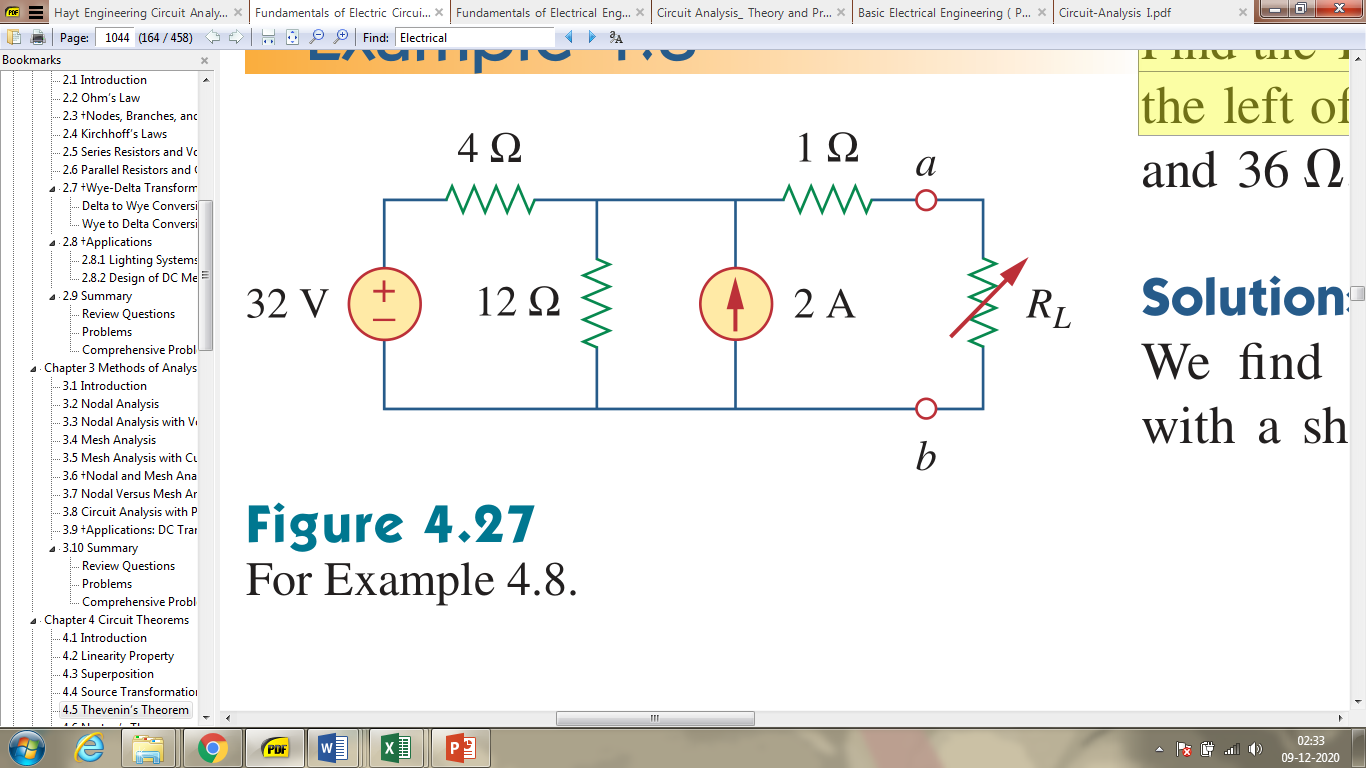 Hayt Engineering Circuit Analy...
Fundamentals of Electric Circui...
Fundamentals of Electrical Eng...
Circuit Analysis_ Theory and Pr...
Basic Electrical Engineering ( P...
Circuit-Analysis I.pdf
Page: 1044 (164 / 458)
Find: Electrical
Bookmarks
2.1 Introduction
2.2 Ohm's Law
2.3 †Nodes, Branches, and
2.4 Kirchhoff's Laws
2.5 Series Resistors and Vo
2.6 Parallel Resistors and
2.7 †Wye-Delta Transform
Delta to Wye Conversi
Wye to Delta Conversi
2.8 †Applications
2.8.1 Lighting Systems
2.8.2 Design of DC Me
2.9 Summary
Review Questions
Problems
Comprehensive Probl
Chapter 3 Methods of Analys
3.1 Introduction
3.2 Nodal Analysis
3.3 Nodal Analysis with V
3.4 Mesh Analysis
3.5 Mesh Analysis with Cu
3.6 †Nodal and Mesh Ana
3.7 Nodal Versus Mesh An
3.8 Circuit Analysis with P
3.9 †Applications: DC Tran
3.10 Summary
Review Questions
Problems
Comprehensive Probl
Chapter 4 Circuit Theorems
4.1 Introduction
4.2 Linearity Property
4.3 Superposition
4.4 Source Transformation
4.5 Thevenin's Theorem
Example 4.8
4 Ω
1 Ω
a
32 V
+
−
12 Ω
2 A
R_L
b
Figure 4.27
For Example 4.8.
Find the
the left of
and 36 Ω
Solution:
We find
with a sh
PDF
02:33
09-12-2020